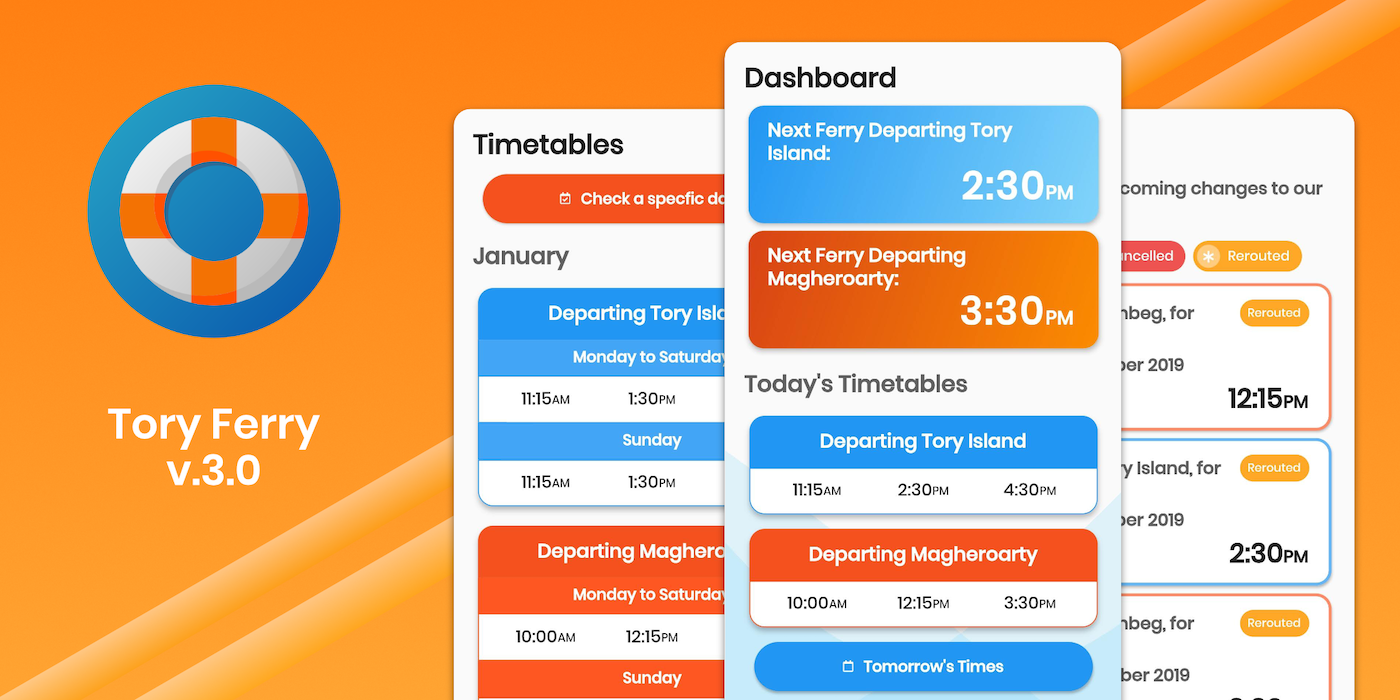 Tory Ferry
v.3.0
Timetables
Check a specfic
January
Departing Tory
Monday to Saturday
11:15AM 1:30PM
Sunday
11:15AM 1:30PM
Departing
Monday to Saturday
10:00AM 12:15PM
Sunday
Dashboard
Next Ferry Departing Tory
Island:
2:30PM
Next Ferry Departing
Magheroarty:
3:30PM
Today's Timetables
Departing Tory Island
11:15AM 2:30PM 4:30PM
Departing Magheroarty
10:00AM 12:15PM 3:30PM
Tomorrow's Times
coming changes to our
ncelled Rerouted
nbeg, for Rerouted
ber 2019
12:15PM
y Island, for Rerouted
ber 2019
2:30PM
nbeg, for Rerouted
ber 2019